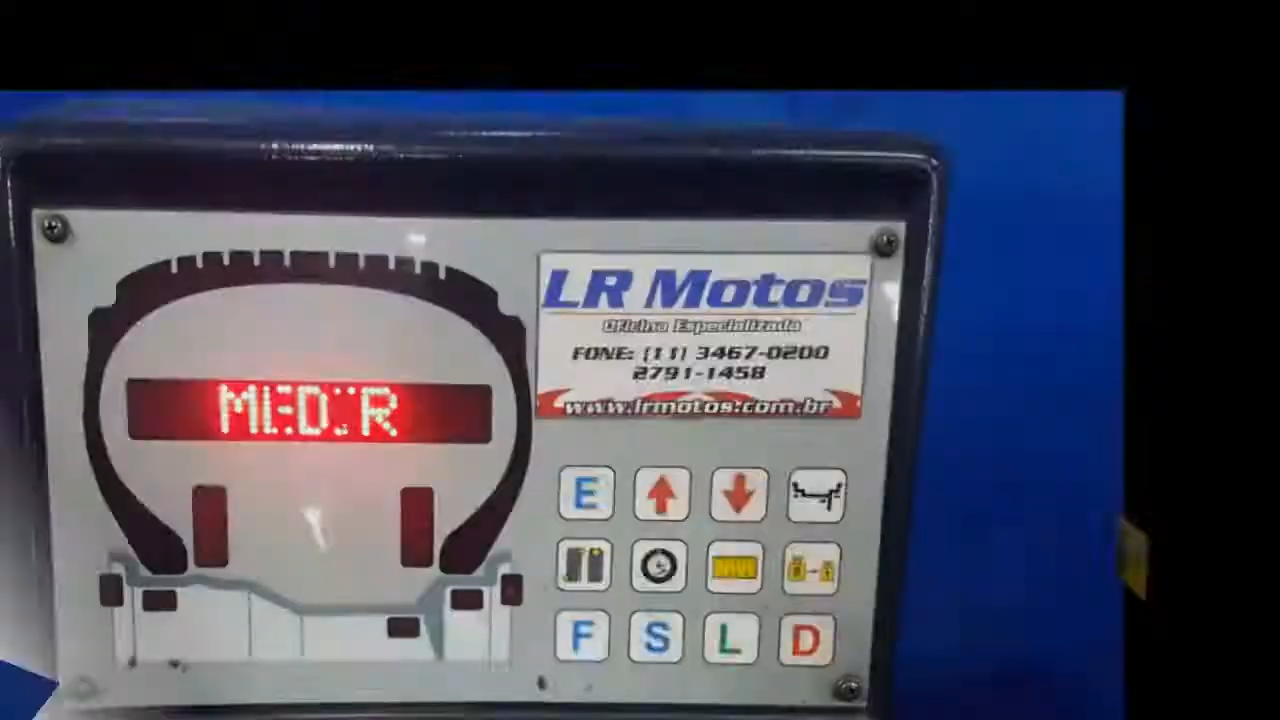 LR Motos
Oficina Especializada
FONE: (11) 3467-0200
2791-1458
www.lrmotos.com.br
MEDIR
E
F S L D